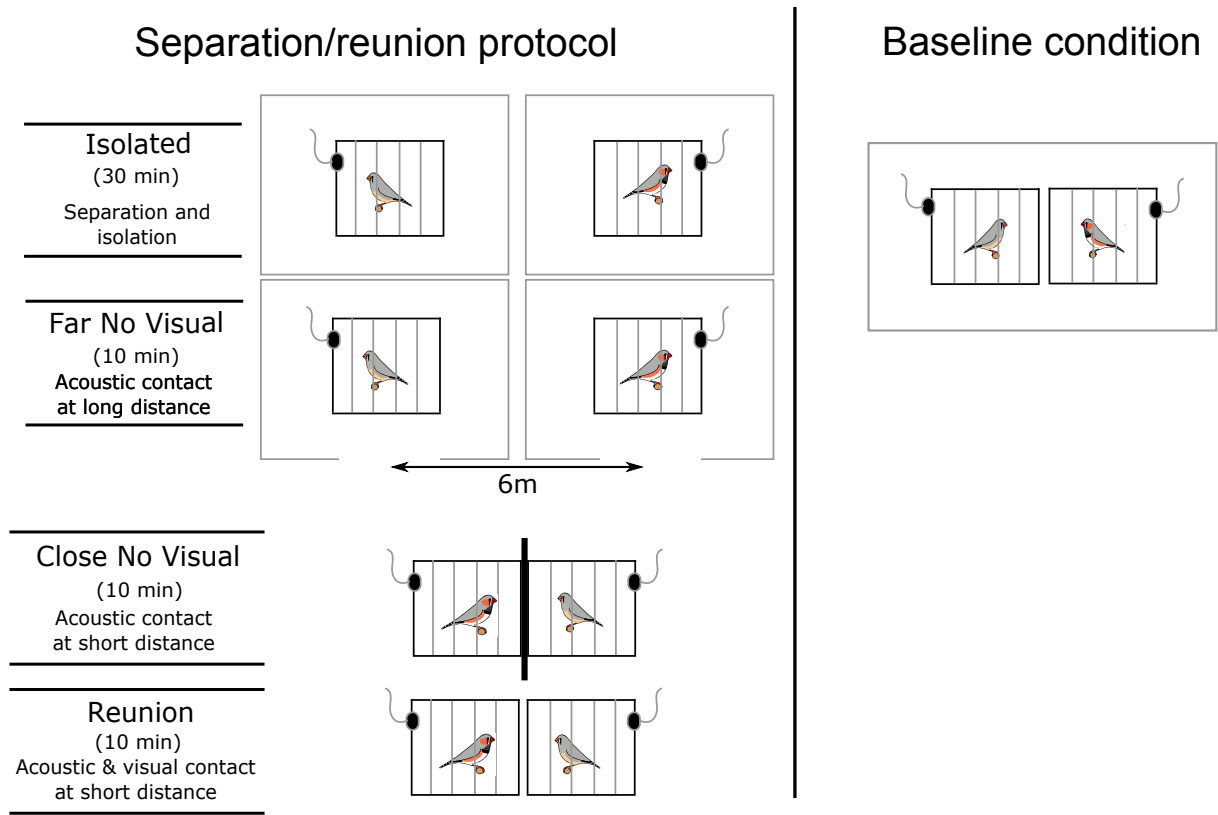 Separation/reunion protocol
Baseline condition
Isolated
(30 min)
Separation and
isolation
Far No Visual
(10 min)
Acoustic contact
at long distance
6m
Close No Visual
(10 min)
Acoustic contact
at short distance
Reunion
(10 min)
Acoustic & visual contact
at short distance